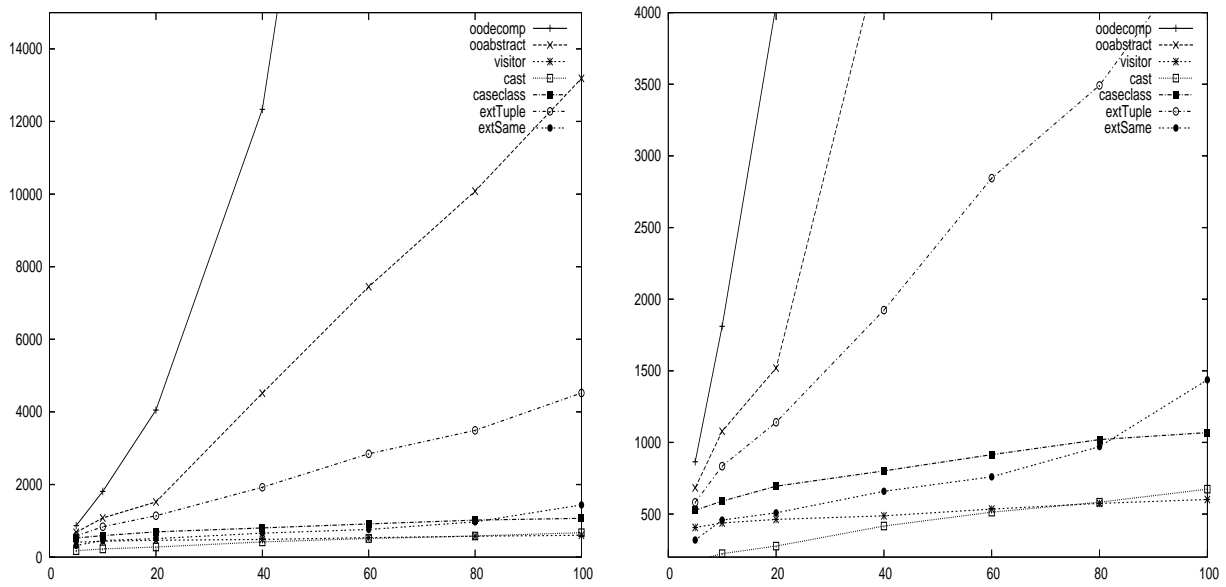 14000
12000
10000
8000
6000
4000
2000
0
0 20 40 60 80 100
oodecomp
ooabstract
visitor
cast
caseclass
extTuple
extSame
4000
3500
3000
2500
2000
1500
1000
500
0 20 40 60 80 100
oodecomp
ooabstract
visitor
cast
caseclass
extTuple
extSame